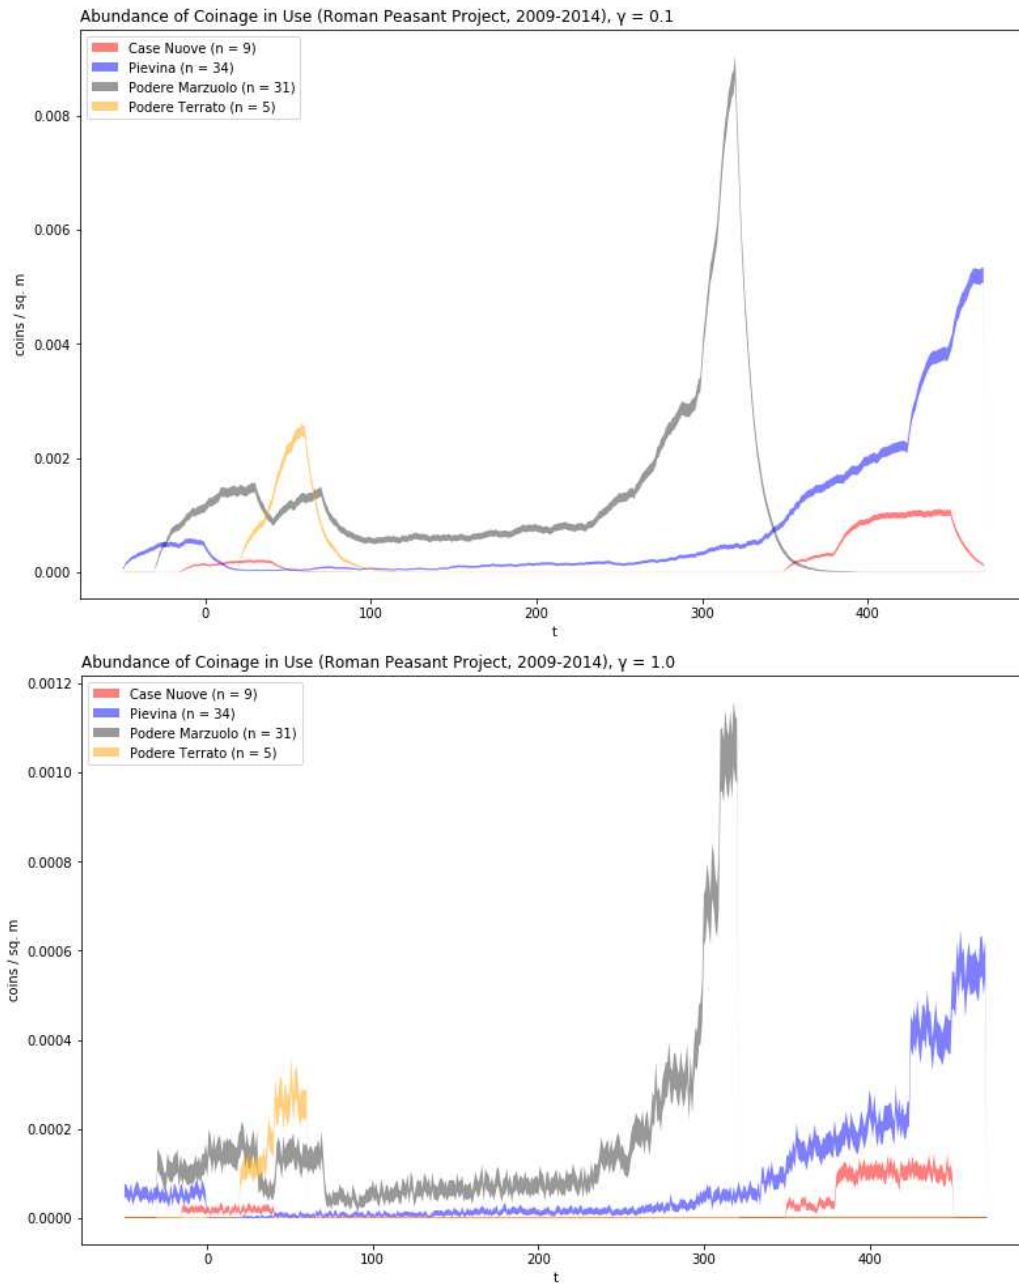 Abundance of Coinage in Use (Roman Peasant Project, 2009-2014), γ = 0.1
Case Nuove (n = 9)
Pievina (n = 34)
Podere Marzuolo (n = 31)
Podere Terrato (n = 5)
0.008
0.006
0.004
0.002
0.000
coins / sq. m
0 100 200 300 400
t
Abundance of Coinage in Use (Roman Peasant Project, 2009-2014), γ = 1.0
Case Nuove (n = 9)
Pievina (n = 34)
Podere Marzuolo (n = 31)
Podere Terrato (n = 5)
0.0012
0.0010
0.0008
0.0006
0.0004
0.0002
0.0000
coins / sq. m
0 100 200 300 400
t